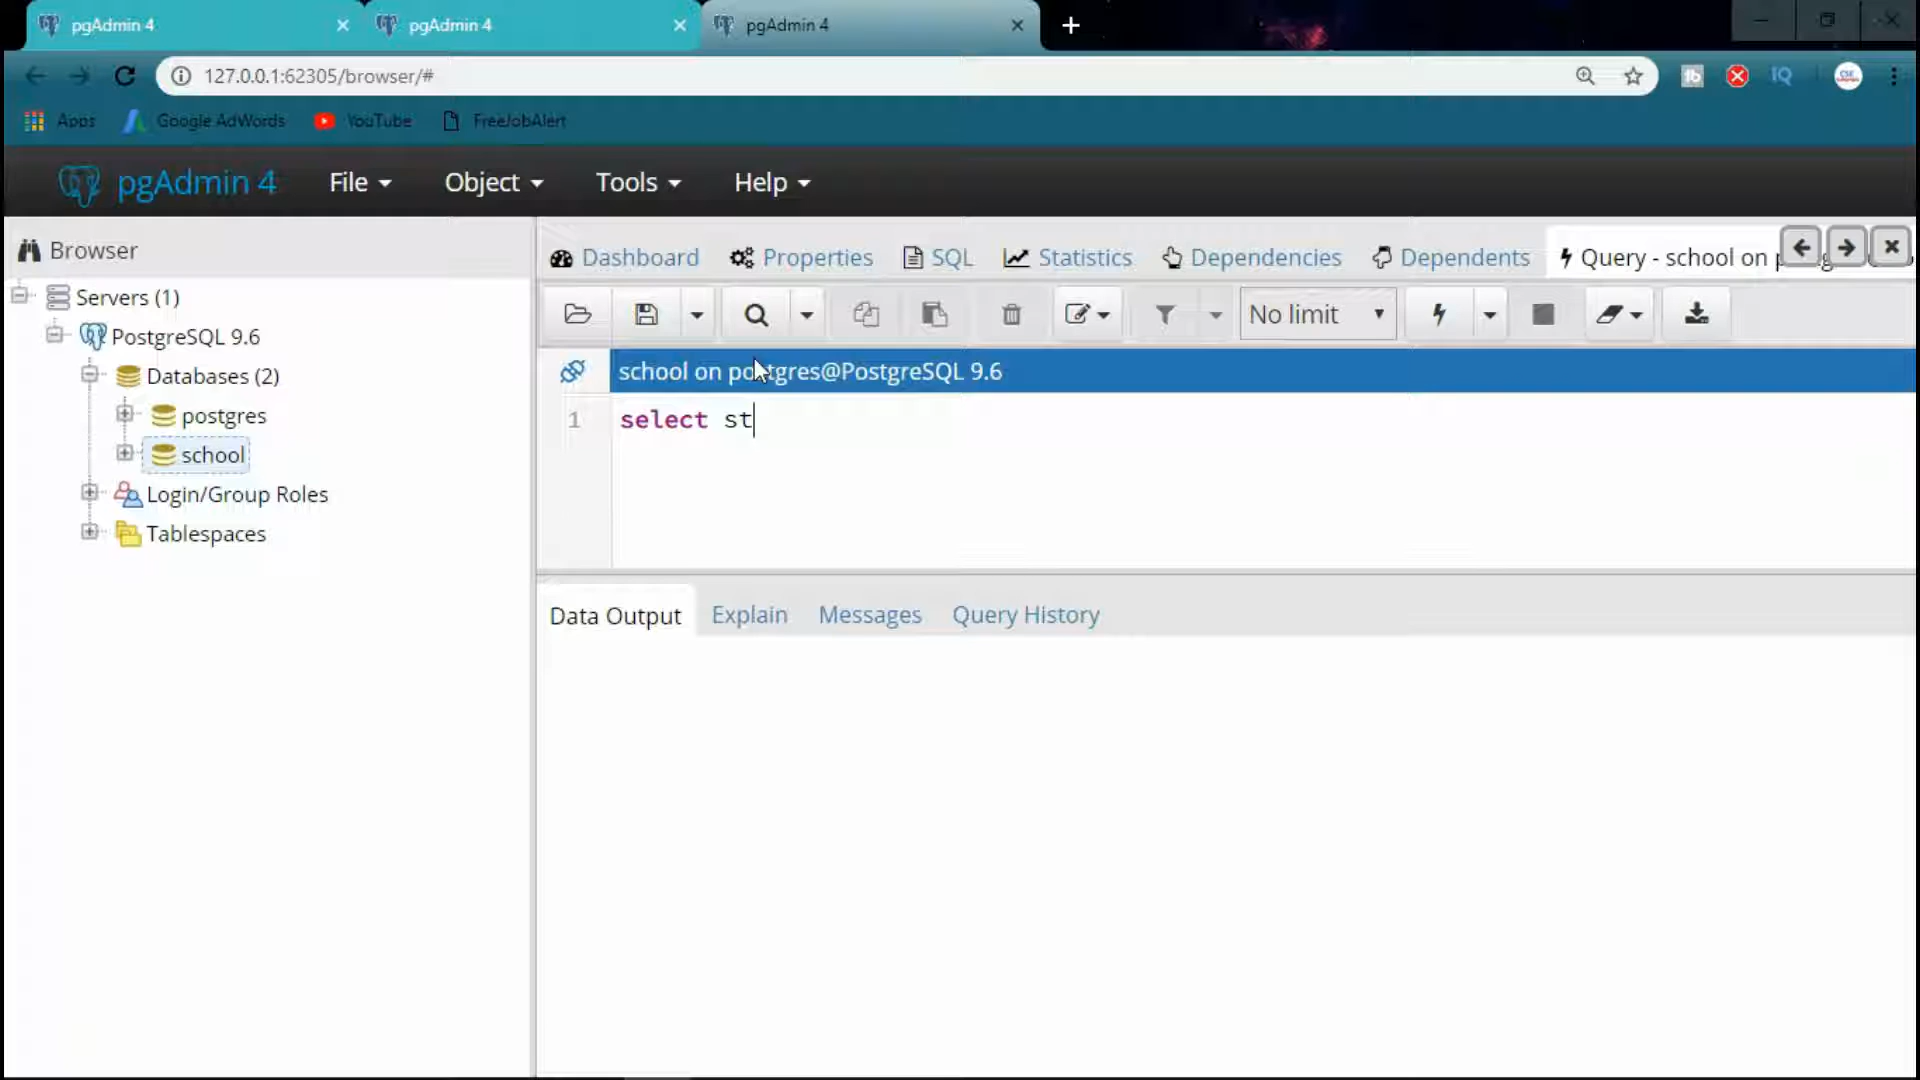 pgAdmin 4 pgAdmin 4 pgAdmin 4
127.0.0.1:62305/browser/#
Apps Google AdWords YouTube FreeJobAlert
pgAdmin 4 File Object Tools Help
Browser
Servers (1)
PostgreSQL 9.6
Databases (2)
postgres
school
Login/Group Roles
Tablespaces
Dashboard Properties SQL Statistics Dependencies Dependents Query - school on
No limit
school on postgres@PostgreSQL 9.6
1 select st
Data Output Explain Messages Query History